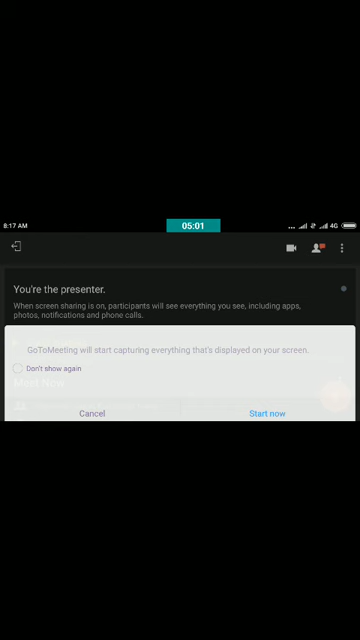 8:17 AM 05:01 4G
You're the presenter.
When screen sharing is on, participants will see everything you see, including apps,
photos, notifications and phone calls.
GoToMeeting will start capturing everything that's displayed on your screen.
Don't show again
Meet Now
Cancel Start now